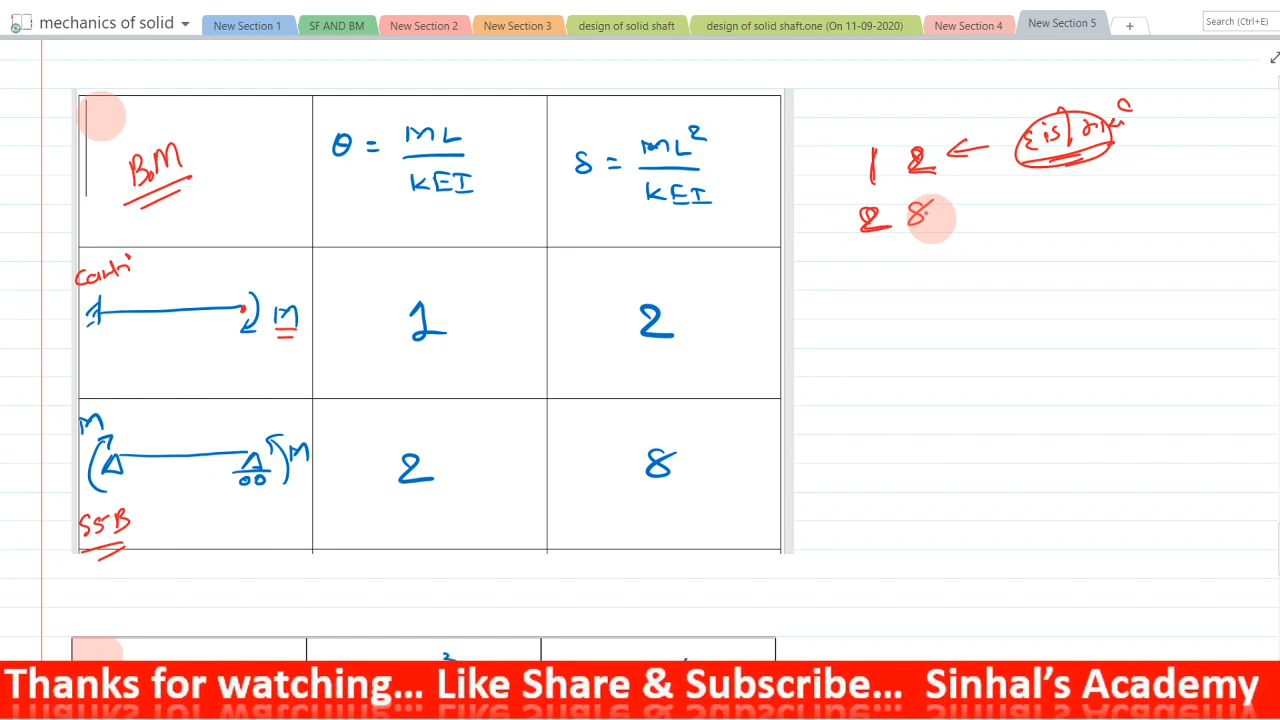 mechanics of solid
New Section 1
SF AND BM
New Section 2
New Section 3
design of solid shaft
design of solid shaft.one (On 11-09-2020)
New Section 4
New Section 5
+
Search (Ctrl+E)
B.M
θ = ML / KEI
δ = ML² / KEI
1 2 ←
2 8
Canti
M
1
2
M
M
2
8
SSB
Thanks for watching... Like Share & Subscribe... Sinhal's Academy